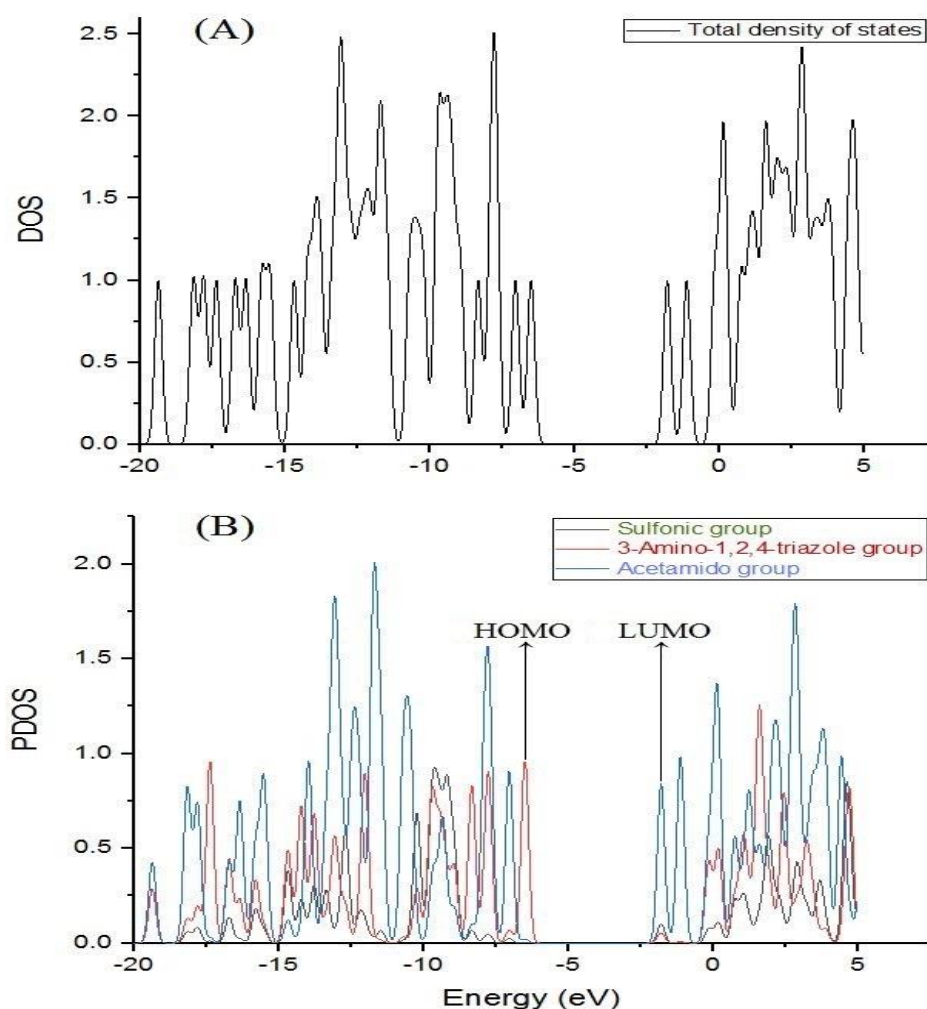 (A)
Total density of states
2.5
2.0
1.5
1.0
0.5
0.0
DOS
-20 -15 -10 -5 0 5
(B)
Sulfonic group
3-Amino-1,2,4-triazole group
Acetamido group
2.0
1.5
1.0
0.5
0.0
PDOS
HOMO LUMO
-20 -15 -10 -5 0 5
Energy (eV)